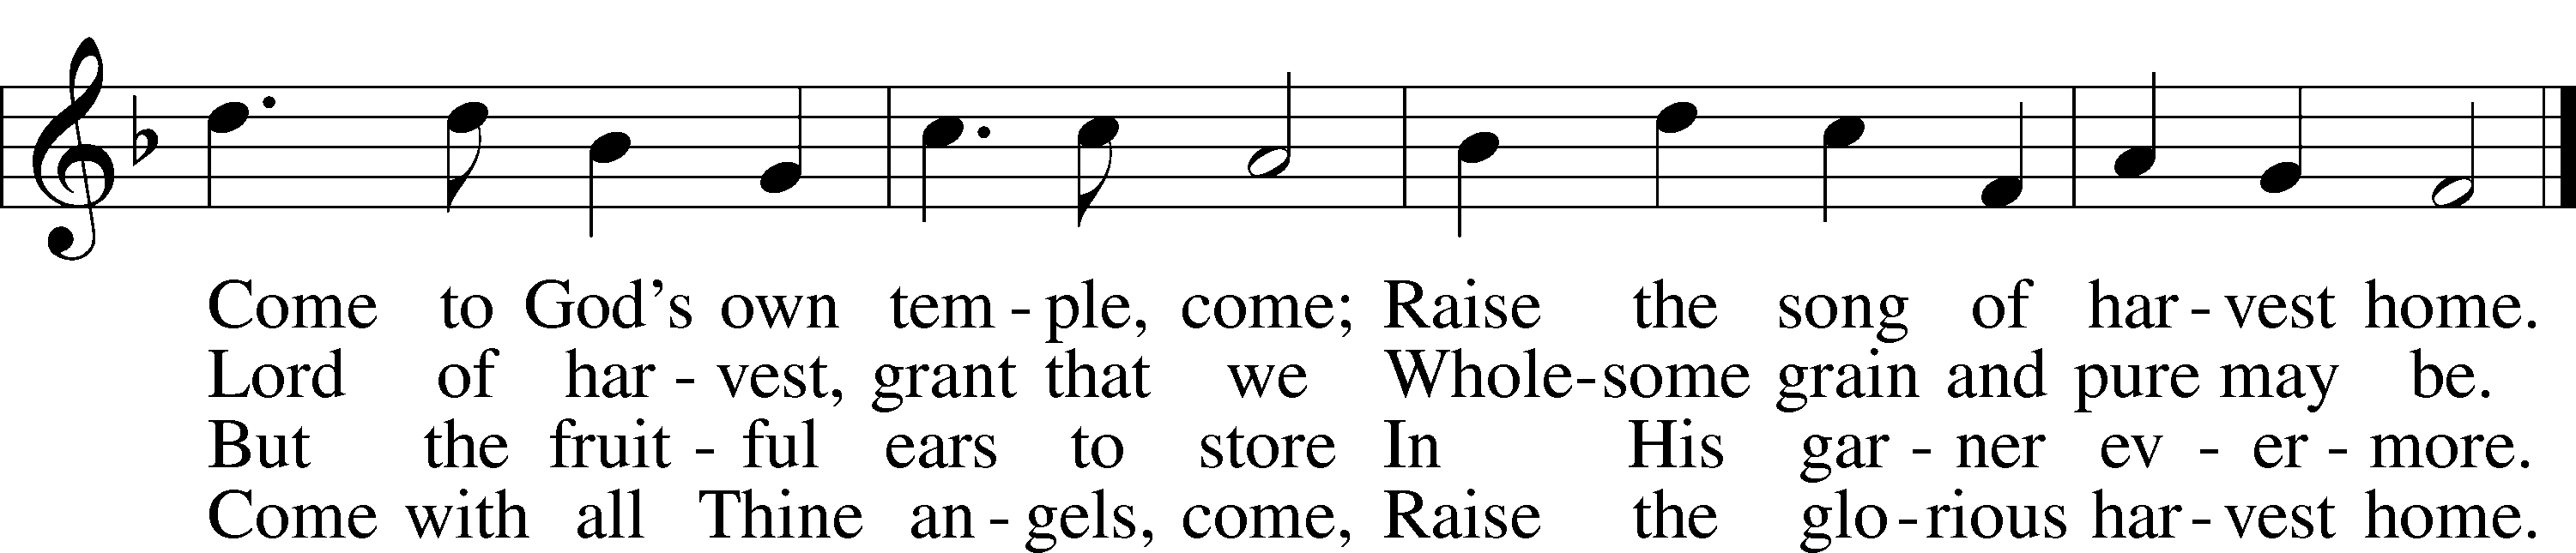 Come to God's own tem - ple, come; Raise the song of har - vest home.
Lord of har - vest, grant that we Whole - some grain and pure may be.
But the fruit - ful ears to store In His gar - ner ev - er - more.
Come with all Thine an - gels, come, Raise the glo - rious har - vest home.